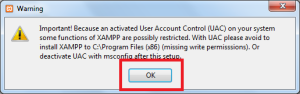 Warning
Important! Because an activated User Account Control (UAC) on your system
some functions of XAMPP are possibly restricted. With UAC please avoid to
install XAMPP to C:\Program Files (x86) (missing write permisssions). Or
deactivate UAC with msconfig after this setup.
OK